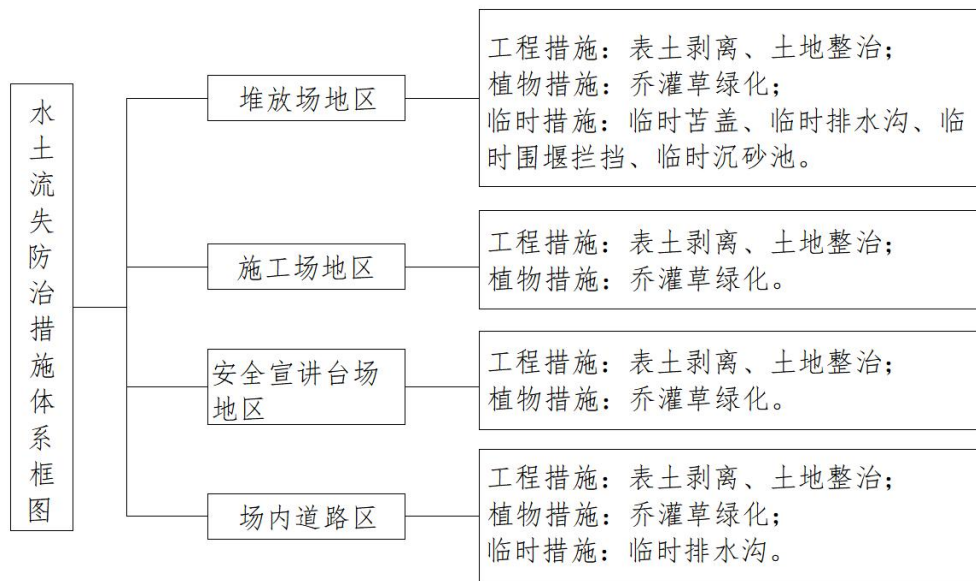 水土流失防治措施体系框图
堆放场地区
工程措施：表土剥离、土地整治；
植物措施：乔灌草绿化；
临时措施：临时苫盖、临时排水沟、临
时围堰拦挡、临时沉砂池。
施工场地区
工程措施：表土剥离、土地整治；
植物措施：乔灌草绿化。
安全宣讲台场
地区
工程措施：表土剥离、土地整治；
植物措施：乔灌草绿化。
场内道路区
工程措施：表土剥离、土地整治；
植物措施：乔灌草绿化；
临时措施：临时排水沟。